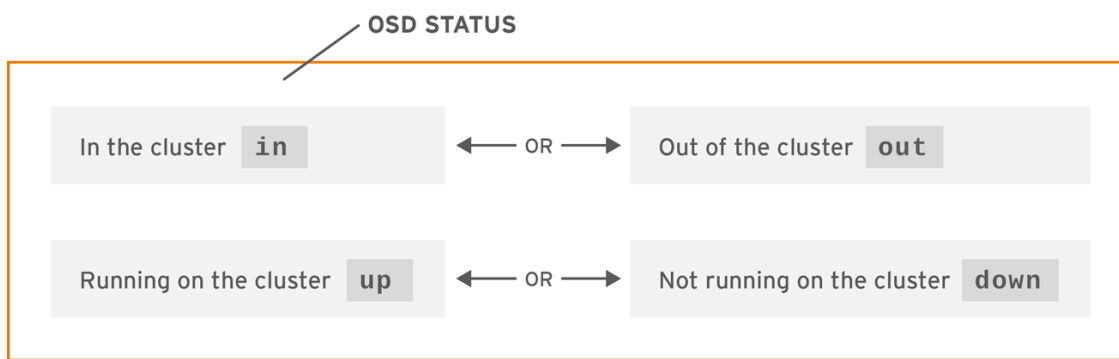 OSD STATUS
In the cluster in OR Out of the cluster out
Running on the cluster up OR Not running on the cluster down